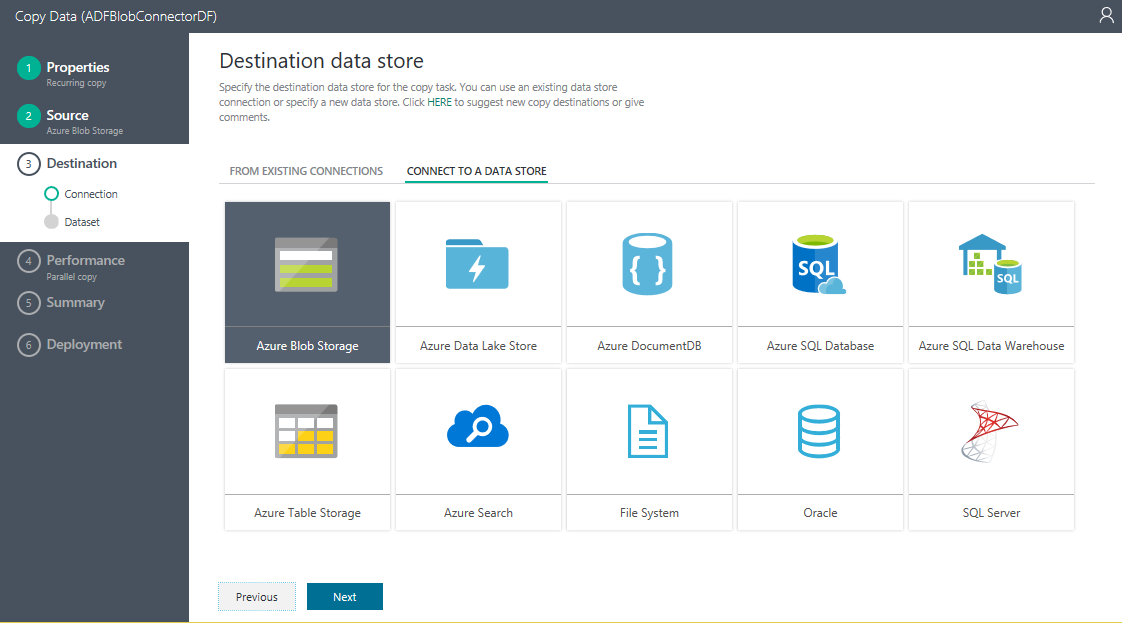 Copy Data (ADFBlobConnectorDF)
1
Properties
Recurring copy
2
Source
Azure Blob Storage
3
Destination
Connection
Dataset
4
Performance
Parallel copy
5
Summary
6
Deployment
Destination data store
Specify the destination data store for the copy task. You can use an existing data store
connection or specify a new data store. Click HERE to suggest new copy destinations or give
comments.
FROM EXISTING CONNECTIONS
CONNECT TO A DATA STORE
{ }
SQL
SQL
Azure Blob Storage
Azure Data Lake Store
Azure DocumentDB
Azure SQL Database
Azure SQL Data Warehouse
Azure Table Storage
Azure Search
File System
Oracle
SQL Server
Previous
Next